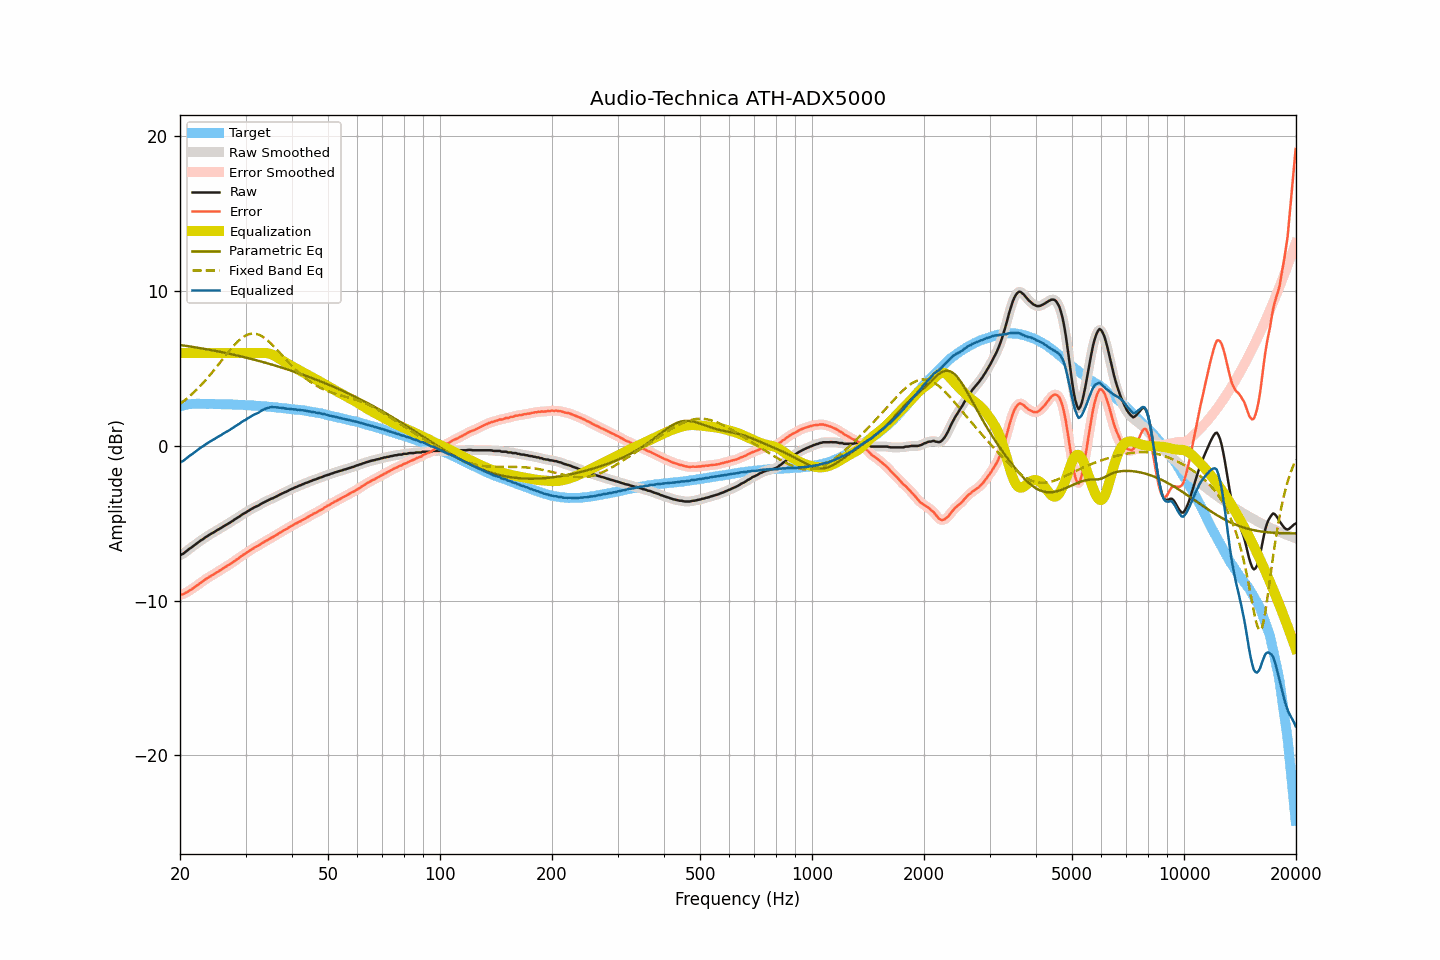 Audio-Technica ATH-ADX5000
Target
Raw Smoothed
Error Smoothed
Raw
Error
Equalization
Parametric Eq
Fixed Band Eq
Equalized
20
10
0
−10
−20
Amplitude (dBr)
20 50 100 200 500 1000 2000 5000 10000 20000
Frequency (Hz)